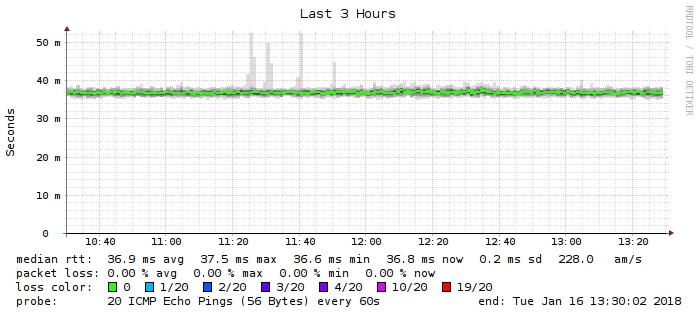 Last 3 Hours
RRDTOOL / TOBI OETIKER
Seconds
50 m
40 m
30 m
20 m
10 m
0
10:40 11:00 11:20 11:40 12:00 12:20 12:40 13:00 13:20
median rtt: 36.9 ms avg 37.5 ms max 36.6 ms min 36.8 ms now 0.2 ms sd 228.0 am/s
packet loss: 0.00 % avg 0.00 % max 0.00 % min 0.00 % now
loss color: 0 1/20 2/20 3/20 4/20 10/20 19/20
probe: 20 ICMP Echo Pings (56 Bytes) every 60s end: Tue Jan 16 13:30:02 2018